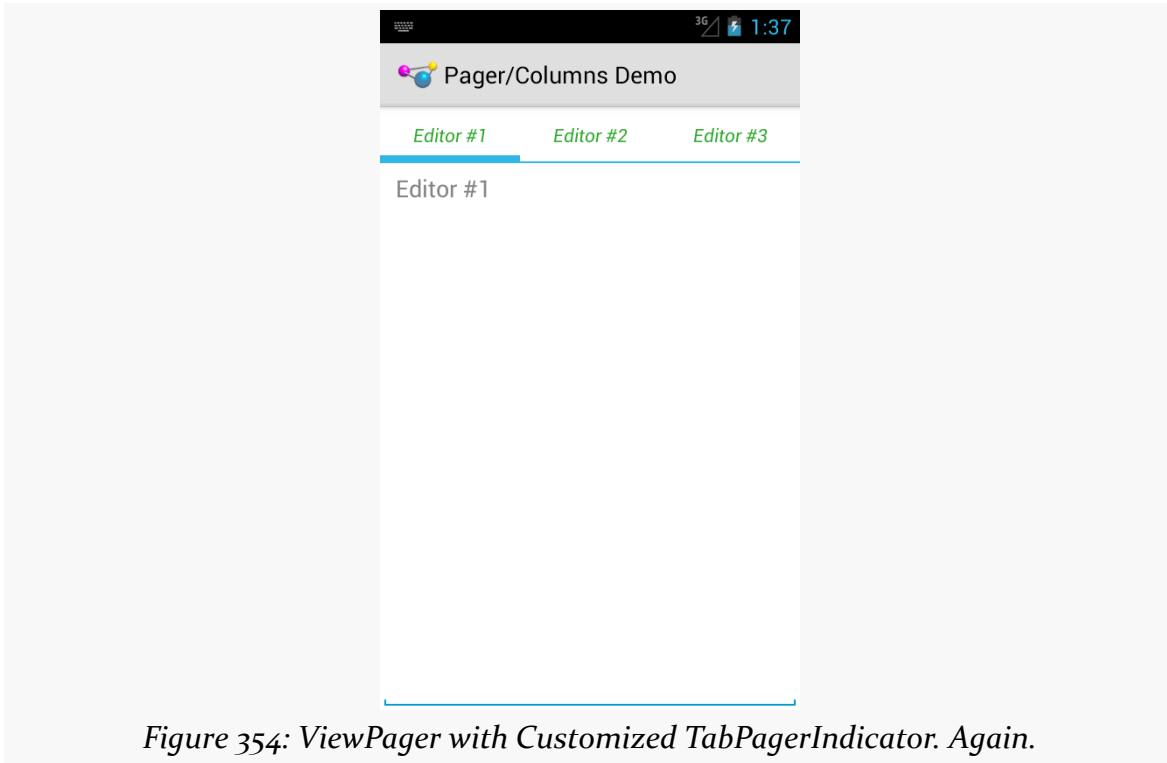 3G 1:37
Pager/Columns Demo
Editor #1 Editor #2 Editor #3
Editor #1
Figure 354: ViewPager with Customized TabPagerIndicator. Again.